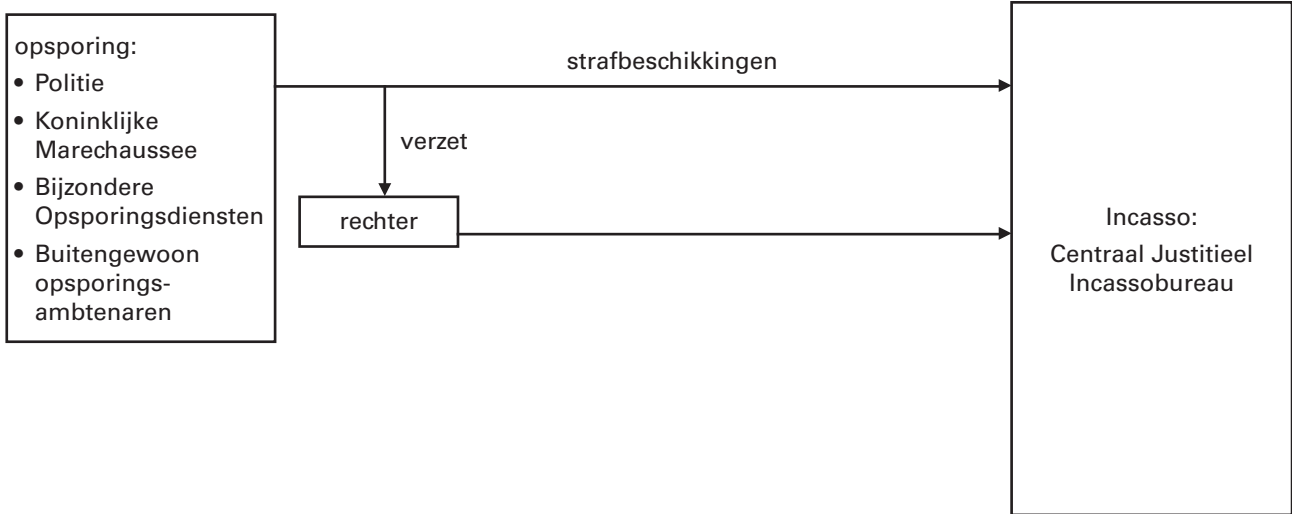 opsporing:
• Politie
• Koninklijke
Marechaussee
• Bijzondere
Opsporingsdiensten
• Buitengewoon
opsporings-
ambtenaren
strafbeschikkingen
verzet
rechter
Incasso:
Centraal Justitieel
Incassobureau